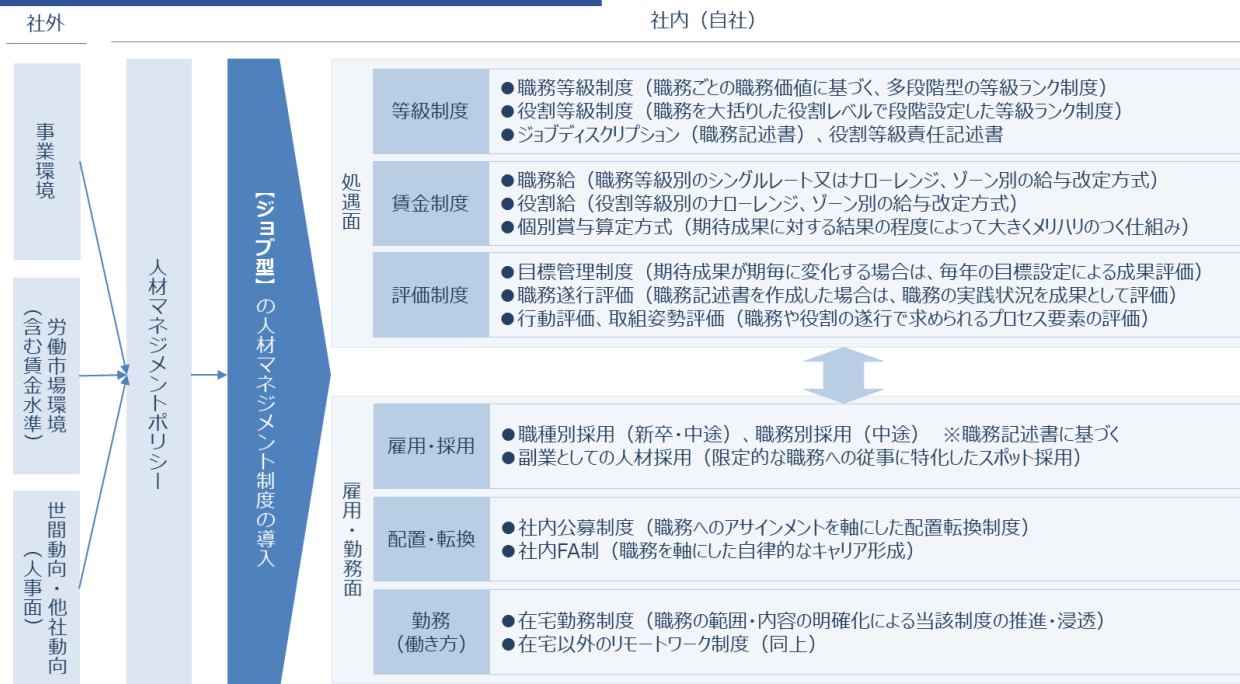 社外
社内（自社）
事業環境
労働市場環境
（含む賃金水準）
世間動向・他社動向
（人事面）
人材マネジメントポリシー
【ジョブ型】の人材マネジメント制度の導入
処遇面
等級制度
●職務等級制度（職務ごとの職務価値に基づく、多段階型の等級ランク制度）
●役割等級制度（職務を大括りした役割レベルで段階設定した等級ランク制度）
●ジョブディスクリプション（職務記述書）、役割等級責任記述書
賃金制度
●職務給（職務等級別のシングルレート又はナローレンジ、ゾーン別の給与改定方式）
●役割給（役割等級別のナローレンジ、ゾーン別の給与改定方式）
●個別賞与算定方式（期待成果に対する結果の程度によって大きくメリハリのつく仕組み）
評価制度
●目標管理制度（期待成果が期毎に変化する場合は、毎年の目標設定による成果評価）
●職務遂行評価（職務記述書を作成した場合は、職務の実践状況を成果として評価）
●行動評価、取組姿勢評価（職務や役割の遂行で求められるプロセス要素の評価）
雇用・勤務面
雇用・採用
●職種別採用（新卒・中途）、職務別採用（中途）　※職務記述書に基づく
●副業としての人材採用（限定的な職務への従事に特化したスポット採用）
配置・転換
●社内公募制度（職務へのアサインメントを軸にした配置転換制度）
●社内FA制（職務を軸にした自律的なキャリア形成）
勤務
（働き方）
●在宅勤務制度（職務の範囲・内容の明確化による当該制度の推進・浸透）
●在宅以外のリモートワーク制度（同上）